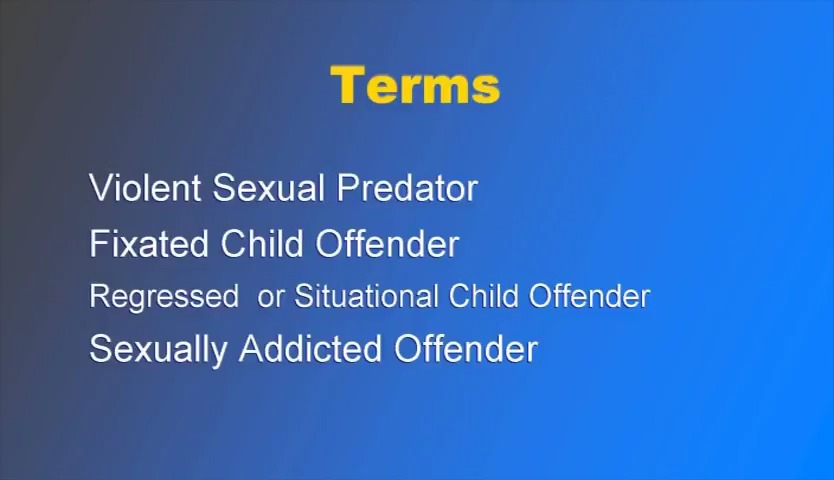 Terms
Violent Sexual Predator
Fixated Child Offender
Regressed or Situational Child Offender
Sexually Addicted Offender